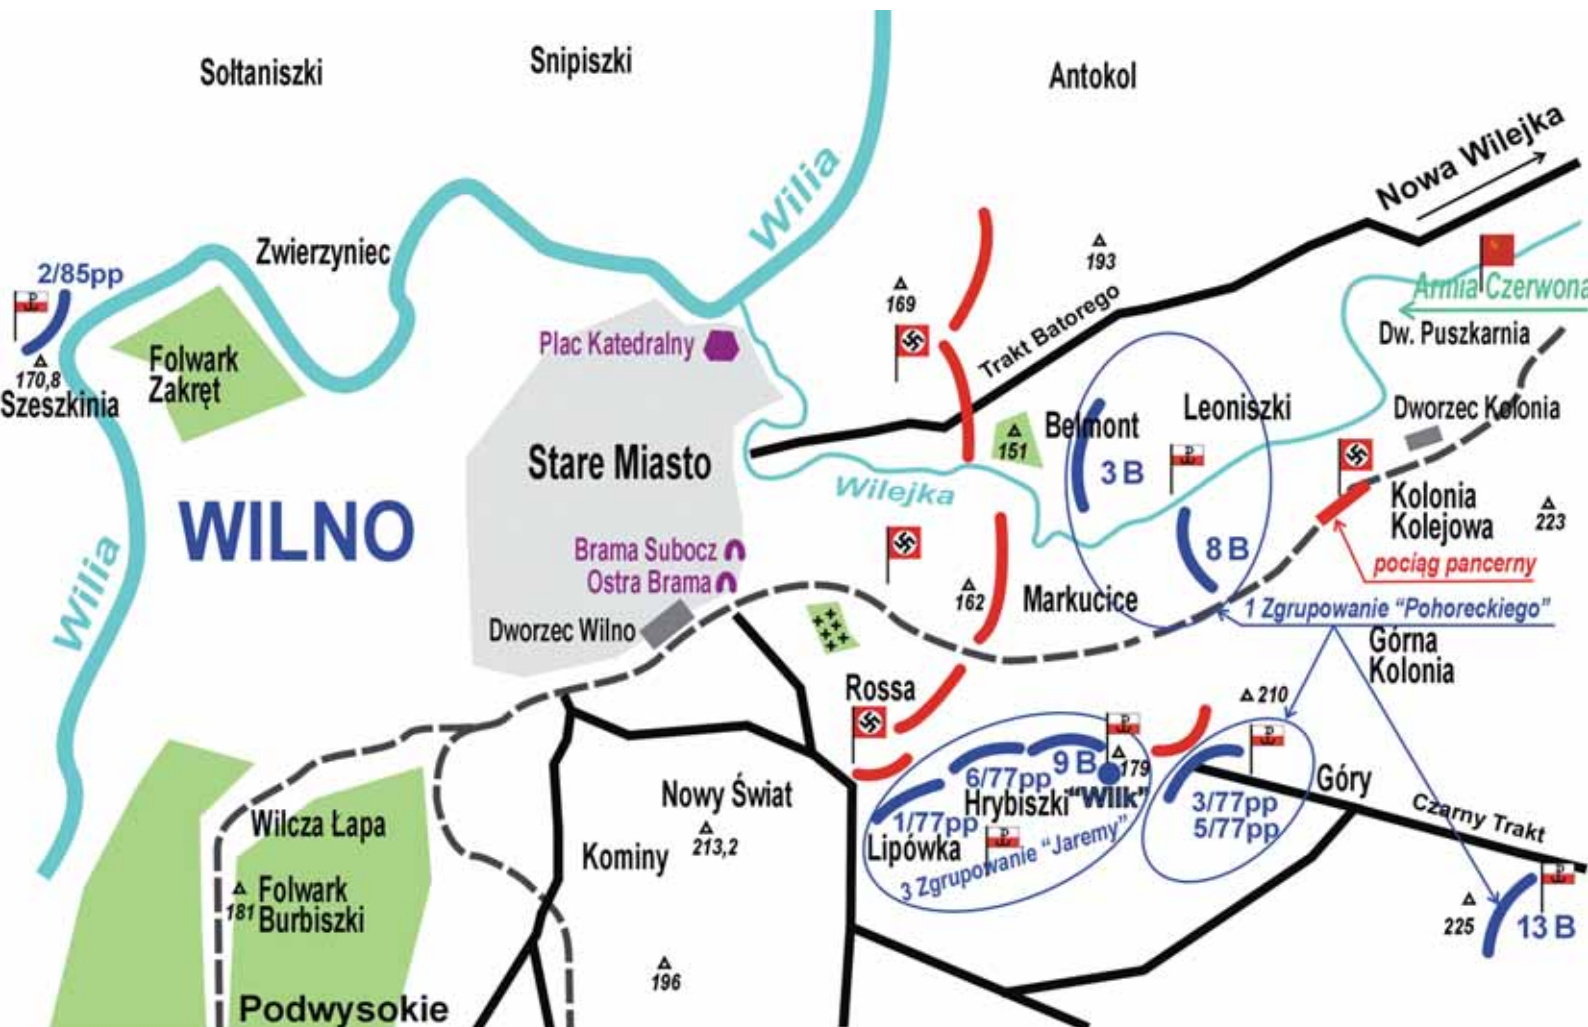 Sołtaniszki
Snipiszki
Antokol
Nowa Wilejka
Wilia
Zwierzyniec
2/85pp
193
169
Armia Czerwona
Trakt Batorego
Dw. Puszkarnia
Plac Katedralny
Folwark
Zakręt
170,8
Szeszkinia
Leoniszki
Dworzec Kolonia
Belmont
151
Stare Miasto
3 B
Wilejka
Kolonia
Kolejowa
223
WILNO
Brama Subocz
Ostra Brama
8 B
pociąg pancerny
Wilia
162
Markucice
1 Zgrupowanie "Pohoreckiego"
Dworzec Wilno
Górna
Kolonia
Rossa
210
9 B
179
6/77pp
Hrybiszki
"Wilk"
Góry
Nowy Świat
3/77pp
5/77pp
Czarny Trakt
1/77pp
Wilcza Łapa
213,2
Kominy
Lipówka
3 Zgrupowanie "Jaremy"
181
Folwark
Burbiszki
225
13 B
196
Podwysokie
P
P
P
P
P
P